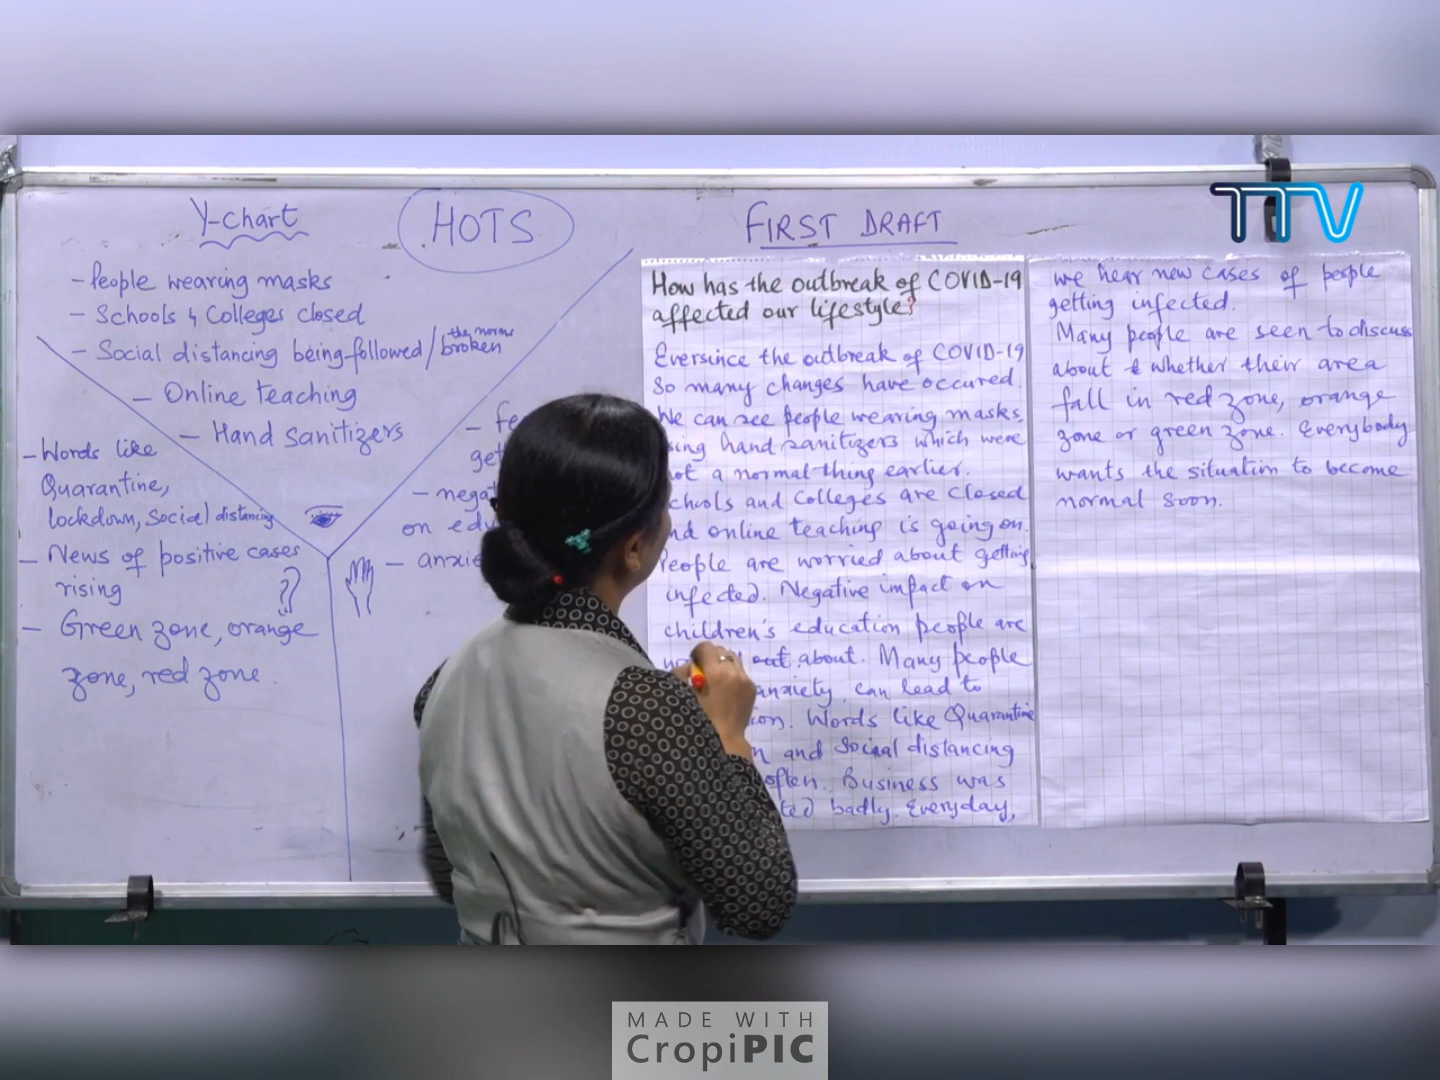 Y-chart
HOTS
- People wearing masks
- Schools & Colleges closed
- Social distancing being followed / the norms broken
- Online teaching
- Hand Sanitizers
- Words like
Quarantine,
lockdown, Social distancing
- News of positive cases
rising
- Green zone, orange
zone, red zone.
on
FIRST DRAFT
How has the outbreak of COVID-19
affected our lifestyle?
Eversince the outbreak of COVID-19
so many changes have occured.
We can see people wearing masks,
hand sanitizers which were
a normal thing earlier.
and Colleges are closed
online teaching is going on.
People are worried about getting
infected. Negative impact on
children's education people are
about. Many people
anxiety can lead to
Words like Quarantine
and Social distancing
often. Business was
badly. Everyday,
we hear new cases of people
getting infected.
Many people are seen to discuss
about whether their area
fall in red zone, orange
zone or green zone. Everybody
wants the situation to become
normal soon.
TTV
MADE WITH
CropiPIC